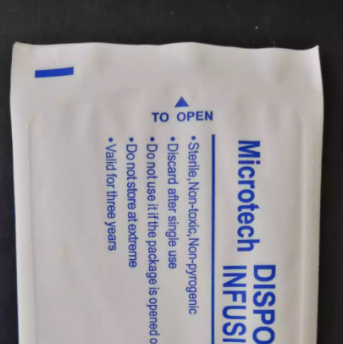 TO OPEN
Microtech DISPO
INFUSI
• Sterile, Non-toxic, Non-pyrogenic
• Discard after single use
• Do not use it if the package is opened o
• Do not store at extreme
• Valid for three years